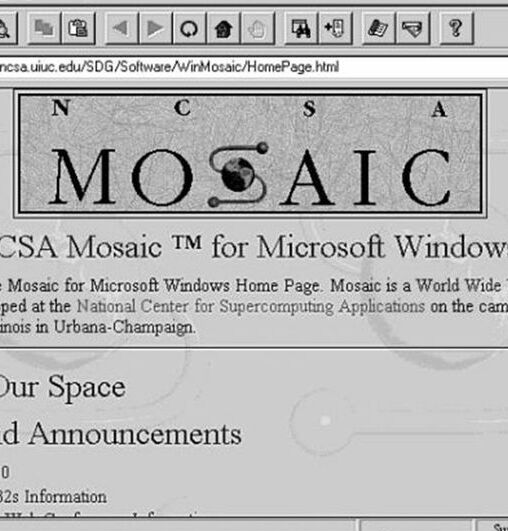 ncsa.uiuc.edu/SDG/Software/WinMosaic/HomePage.html
N C S A
MOSAIC
CSA Mosaic ™ for Microsoft Window
e Mosaic for Microsoft Windows Home Page. Mosaic is a World Wide
ped at the National Center for Supercomputing Applications on the cam
inois in Urbana-Champaign.
Our Space
d Announcements
0
32s Information